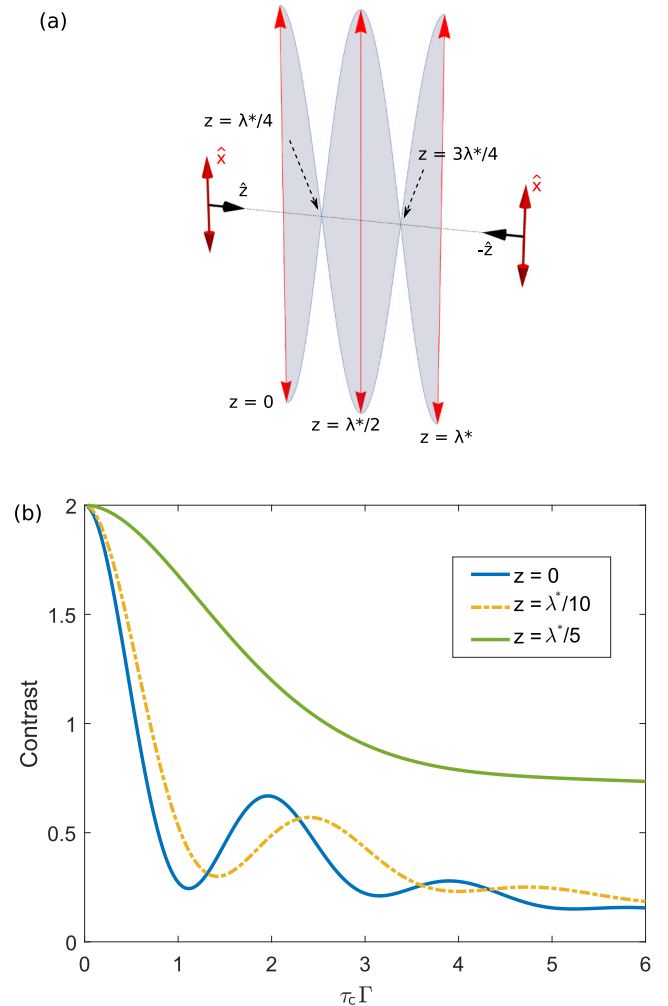 (a)
z = λ*/4
z = 3λ*/4
x̂
ẑ
x̂
-ẑ
z = 0
z = λ*/2
z = λ*
(b)
2
1.5
1
0.5
0
Contrast
z = 0
z = λ*/10
z = λ*/5
0 1 2 3 4 5 6
τcΓ